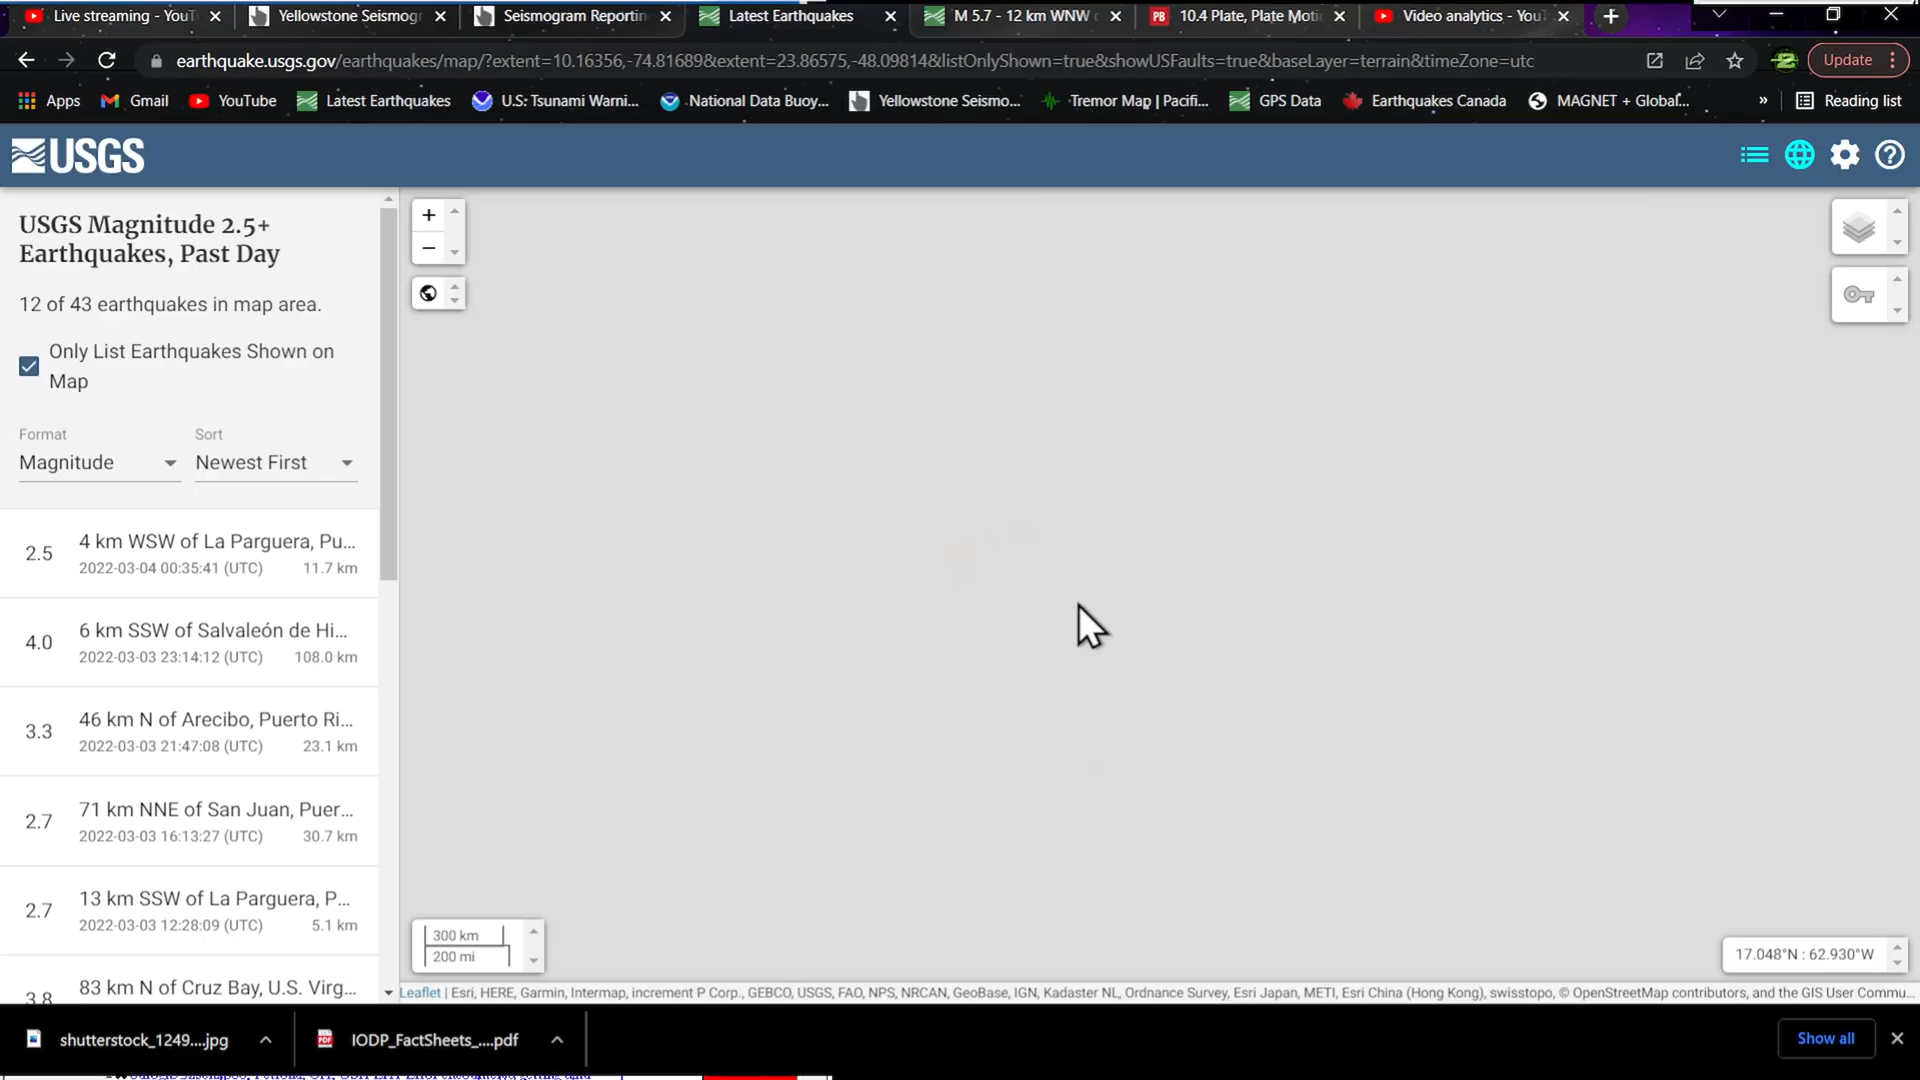 Live streaming - YouT
Yellowstone Seismogr
Seismogram Reportin
Latest Earthquakes
M 5.7 - 12 km WNW
10.4 Plate, Plate Moti
Video analytics - YouT
earthquake.usgs.gov/earthquakes/map/?extent=10.16356,-74.81689&extent=23.86575,-48.09814&listOnlyShown=true&showUSFaults=true&baseLayer=terrain&timeZone=utc
Update
Apps
Gmail
YouTube
Latest Earthquakes
U.S: Tsunami Warni...
National Data Buoy...
Yellowstone Seismo...
Tremor Map | Pacifi...
GPS Data
Earthquakes Canada
MAGNET + Global...
»
Reading list
USGS
USGS Magnitude 2.5+
Earthquakes, Past Day
12 of 43 earthquakes in map area.
Only List Earthquakes Shown on
Map
Format
Sort
Magnitude
Newest First
2.5
4 km WSW of La Parguera, Pu...
2022-03-04 00:35:41 (UTC) 11.7 km
4.0
6 km SSW of Salvaleón de Hi...
2022-03-03 23:14:12 (UTC) 108.0 km
3.3
46 km N of Arecibo, Puerto Ri...
2022-03-03 21:47:08 (UTC) 23.1 km
2.7
71 km NNE of San Juan, Puer...
2022-03-03 16:13:27 (UTC) 30.7 km
2.7
13 km SSW of La Parguera, P...
2022-03-03 12:28:09 (UTC) 5.1 km
3.8
83 km N of Cruz Bay, U.S. Virg...
+
−
300 km
200 mi
17.048°N : 62.930°W
Leaflet | Esri, HERE, Garmin, Intermap, increment P Corp., GEBCO, USGS, FAO, NPS, NRCAN, GeoBase, IGN, Kadaster NL, Ordnance Survey, Esri Japan, METI, Esri China (Hong Kong), swisstopo, © OpenStreetMap contributors, and the GIS User Commu...
shutterstock_1249....jpg
PDF
IODP_FactSheets_....pdf
Show all